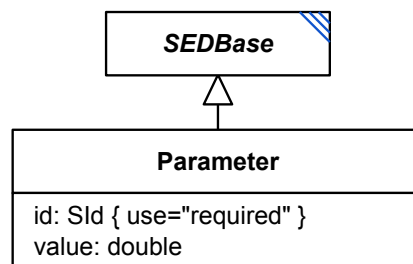 SEDBase
Parameter
id: SId { use="required" }
value: double